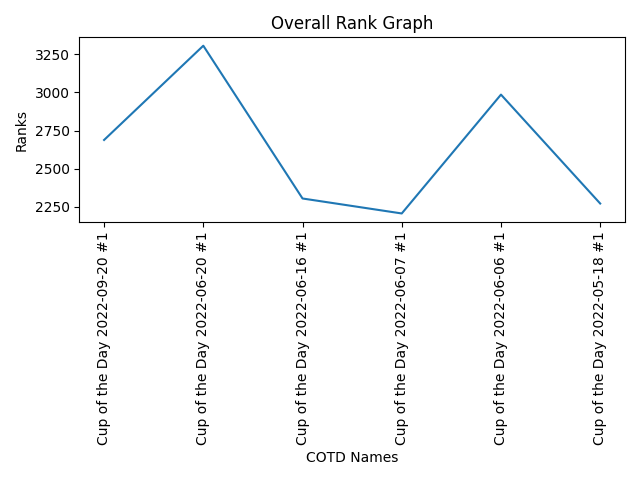 Overall Rank Graph
Ranks
3250
3000
2750
2500
2250
Cup of the Day 2022-09-20 #1
Cup of the Day 2022-06-20 #1
Cup of the Day 2022-06-16 #1
Cup of the Day 2022-06-07 #1
Cup of the Day 2022-06-06 #1
Cup of the Day 2022-05-18 #1
COTD Names